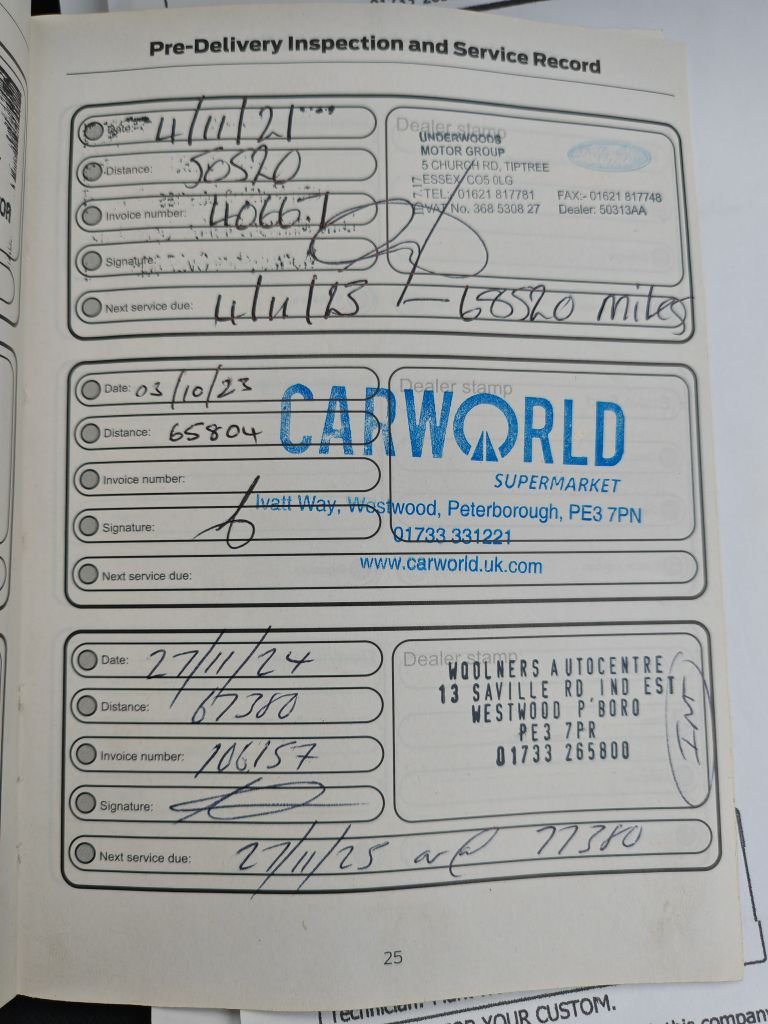 Pre-Delivery Inspection and Service Record
Date: 4/11/21
Distance: 50520
Invoice number: 4066
Signature:
Next service due: 4/11/23 — 68520 miles
Dealer stamp
UNDERWOODS
MOTOR GROUP
5 CHURCH RD, TIPTREE
ESSEX CO5 0LG
TEL: 01621 817781 FAX:- 01621 817748
VAT No. 368 5308 27 Dealer: 50313AA
Date: 03/10/23
Distance: 65804
Invoice number:
Signature:
Next service due:
Dealer stamp
CARWORLD
SUPERMARKET
Ivatt Way, Westwood, Peterborough, PE3 7PN
01733 331221
www.carworld.uk.com
Date: 27/11/24
Distance: 67380
Invoice number: 106157
Signature:
Next service due: 27/11/25 or @ 77380
Dealer stamp
WOOLNERS AUTOCENTRE
13 SAVILLE RD IND EST
WESTWOOD P'BORO
PE3 7PR
01733 265800
INT
25
YOUR CUSTOM.
this company